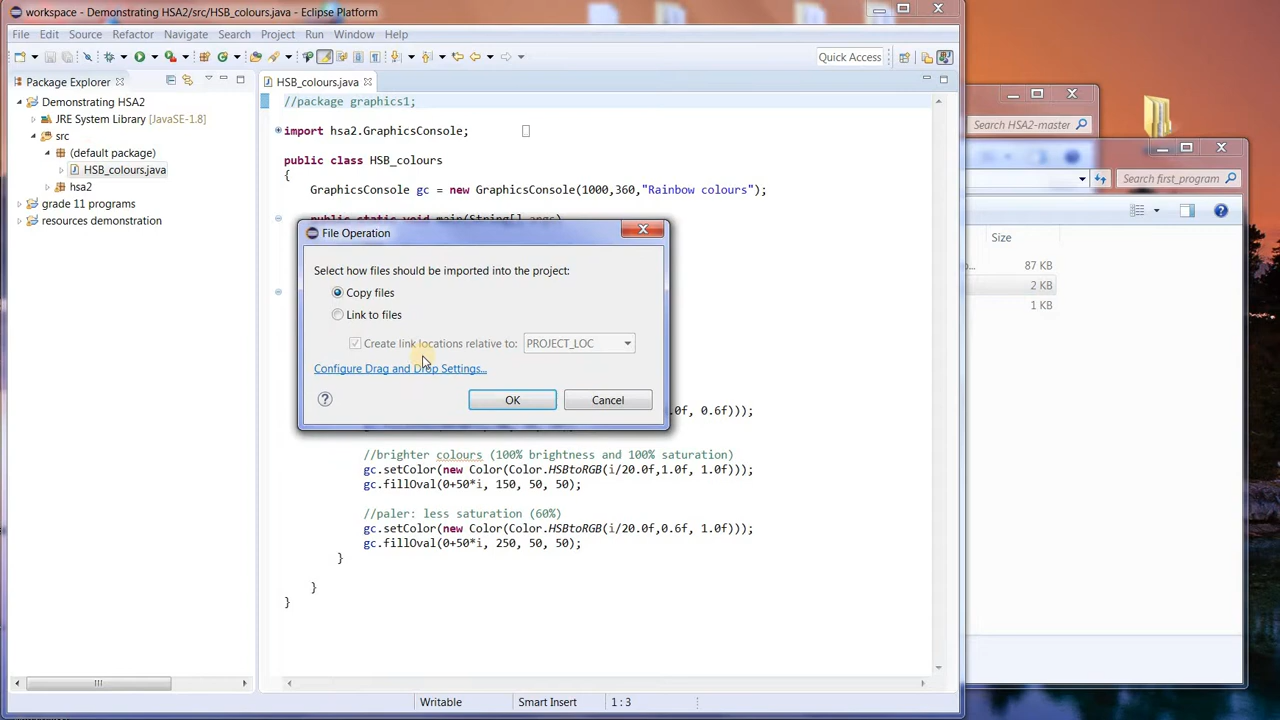 workspace - Demonstrating HSA2/src/HSB_colours.java - Eclipse Platform
File Edit Source Refactor Navigate Search Project Run Window Help
Quick Access
Package Explorer
HSB_colours.java
Demonstrating HSA2
JRE System Library [JavaSE-1.8]
src
(default package)
HSB_colours.java
hsa2
grade 11 programs
resources demonstration
//package graphics1;
import hsa2.GraphicsConsole;
public class HSB_colours
{
GraphicsConsole gc = new GraphicsConsole(1000,360,"Rainbow colours");
public static void main(String[] args)
File Operation
Select how files should be imported into the project:
Copy files
Link to files
Create link locations relative to: PROJECT_LOC
Configure Drag and Drop Settings...
OK Cancel
.0f, 0.6f)));
//brighter colours (100% brightness and 100% saturation)
gc.setColor(new Color(Color.HSBtoRGB(i/20.0f,1.0f, 1.0f)));
gc.fillOval(0+50*i, 150, 50, 50);
//paler: less saturation (60%)
gc.setColor(new Color(Color.HSBtoRGB(i/20.0f,0.6f, 1.0f)));
gc.fillOval(0+50*i, 250, 50, 50);
}
}
}
Writable Smart Insert 1 : 3
Search HSA2-master
Search first_program
Size
87 KB
2 KB
1 KB